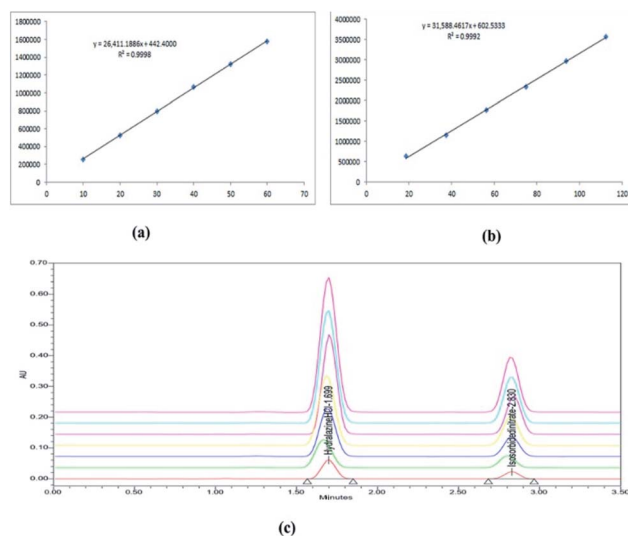 1800000
1600000
1400000
1200000
1000000
800000
600000
400000
200000
0
y = 26,411.1886x + 442.4000
R² = 0.9998
0 10 20 30 40 50 60 70
(a)
4000000
3500000
3000000
2500000
2000000
1500000
1000000
500000
0
y = 31,588.4617x + 602.5333
R² = 0.9992
0 20 40 60 80 100 120
(b)
0.70
0.60
0.50
0.40
0.30
0.20
0.10
0.00
AU
HydralazineHCl-1.699
Isosorbidedinitrate-2.830
0.00 0.50 1.00 1.50 2.00 2.50 3.00 3.50
Minutes
(c)